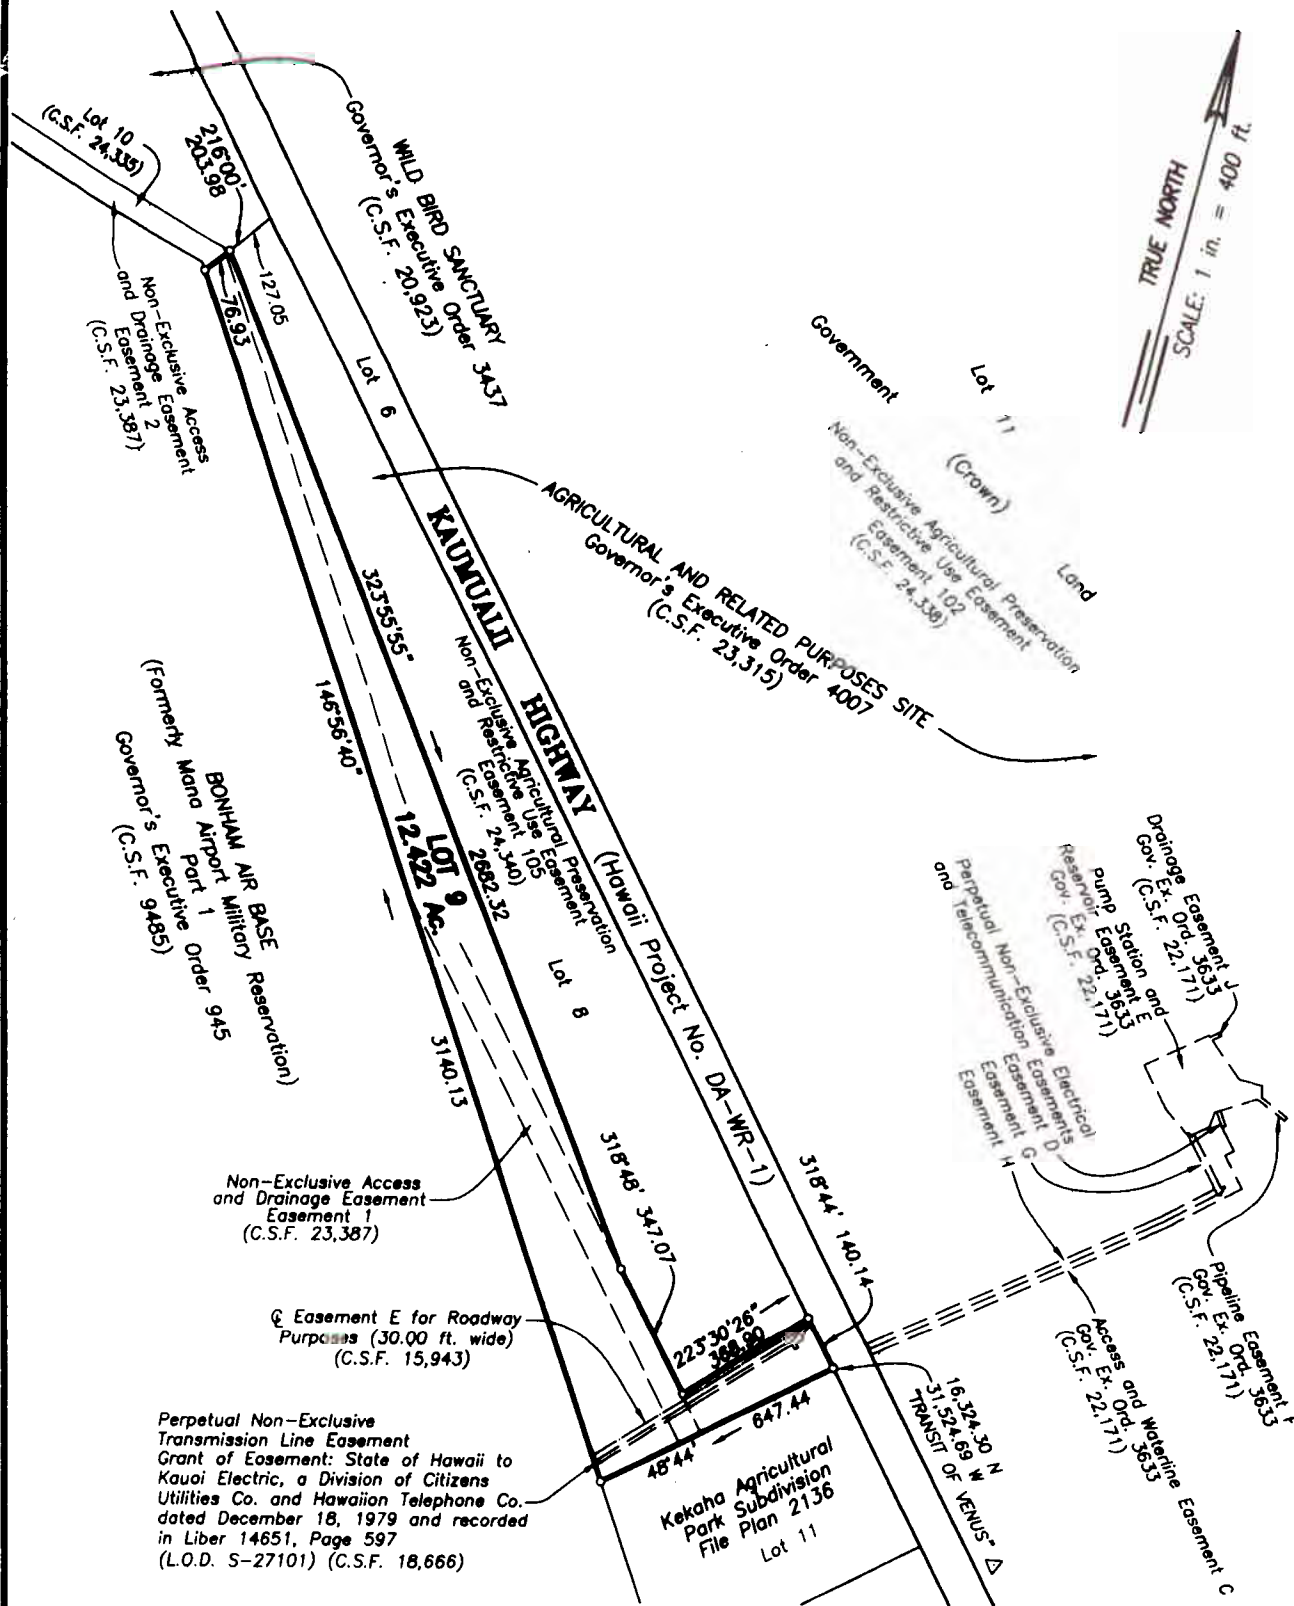 Lot 10
(C.S.F. 24,335)
216°00'
203.98
127.05
76.93
Non-Exclusive Access
and Drainage Easement
Easement 2
(C.S.F. 23,387)
WILD BIRD SANCTUARY
Governor's Executive Order 3437
(C.S.F. 20,923)
TRUE NORTH
SCALE: 1 in. = 400 ft.
Lot 6
Government
Lot 11
(Crown)
Land
Non-Exclusive Agricultural Preservation
and Restrictive Use Easement
Easement 102
(C.S.F. 24,338)
AGRICULTURAL AND RELATED PURPOSES SITE
Governor's Executive Order 4007
(C.S.F. 23,315)
KAUMUALII HIGHWAY (Hawaii Project No. DA-WR-1)
323°55'55"
2682.32
146°56'40"
3140.13
Non-Exclusive Agricultural Preservation
and Restrictive Use Easement
Easement 105
(C.S.F. 24,340)
LOT 9
12.422 Ac.
Lot 8
BONHAM AIR BASE
(Formerly Mana Airport Military Reservation)
Part 1
Governor's Executive Order 945
(C.S.F. 9485)
Drainage Easement J
Gov. Ex. Ord. 3633
(C.S.F. 22,171)
Pump Station and
Reservoir Easement E
Gov. Ex. Ord. 3633
(C.S.F. 22,171)
Perpetual Non-Exclusive Electrical
and Telecommunication Easements
Easement D
Easement G
Easement H
Non-Exclusive Access
and Drainage Easement
Easement 1
(C.S.F. 23,387)
318°48' 347.07
318°44' 140.14
℄ Easement E for Roadway
Purposes (30.00 ft. wide)
(C.S.F. 15,943)
223°30'26"
368.90
Pipeline Easement
Gov. Ex. Ord. 3633
(C.S.F. 22,171)
Access and Waterline Easement C
Gov. Ex. Ord. 3633
(C.S.F. 22,171)
16,324.30 N
31,524.69 W
"TRANSIT OF VENUS" △
647.44
48°44'
Perpetual Non-Exclusive
Transmission Line Easement
Grant of Easement: State of Hawaii to
Kauai Electric, a Division of Citizens
Utilities Co. and Hawaiian Telephone Co.
dated December 18, 1979 and recorded
in Liber 14651, Page 597
(L.O.D. S-27101) (C.S.F. 18,666)
Kekaha Agricultural
Park Subdivision
File Plan 2136
Lot 11